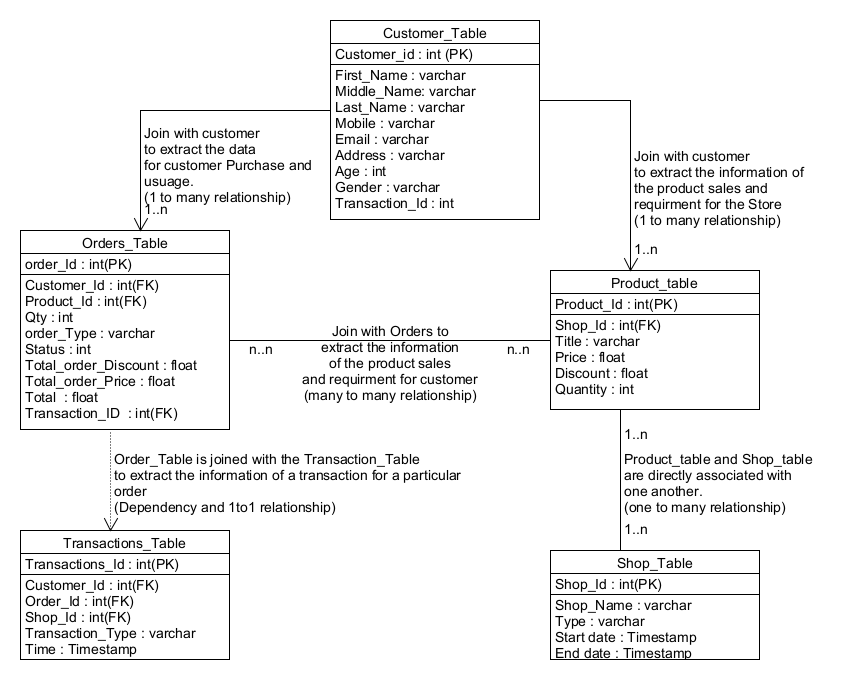 Customer_Table
Customer_id : int (PK)
First_Name : varchar
Middle_Name: varchar
Last_Name : varchar
Mobile : varchar
Email : varchar
Address : varchar
Age : int
Gender : varchar
Transaction_Id : int
Join with customer
to extract the data
for customer Purchase and
usuage.
(1 to many relationship)
1..n
Join with customer
to extract the information of
the product sales and
requirment for the Store
(1 to many relationship)
1..n
Orders_Table
order_Id : int(PK)
Customer_Id : int(FK)
Product_Id : int(FK)
Qty : int
order_Type : varchar
Status : int
Total_order_Discount : float
Total_order_Price : float
Total : float
Transaction_ID : int(FK)
n..n
Join with Orders to
extract the information
of the product sales
and requirment for customer
(many to many relationship)
n..n
Product_table
Product_Id : int(PK)
Shop_Id : int(FK)
Title : varchar
Price : float
Discount : float
Quantity : int
Order_Table is joined with the Transaction_Table
to extract the information of a transaction for a particular
order
(Dependency and 1to1 relationship)
1..n
Product_table and Shop_table
are directly associated with
one another.
(one to many relationship)
1..n
Transactions_Table
Transactions_Id : int(PK)
Customer_Id : int(FK)
Order_Id : int(FK)
Shop_Id : int(FK)
Transaction_Type : varchar
Time : Timestamp
Shop_Table
Shop_Id : int(PK)
Shop_Name : varchar
Type : varchar
Start date : Timestamp
End date : Timestamp